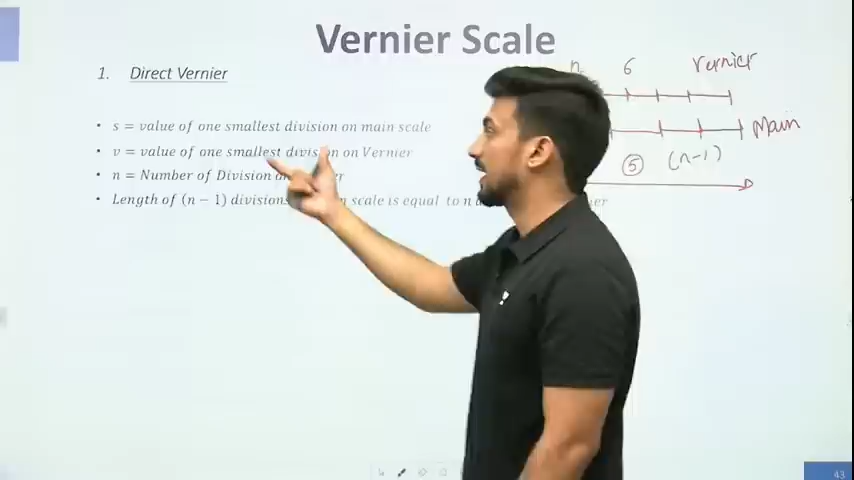 Vernier Scale
n 6 vernier
1. Direct Vernier
• s = value of one smallest division on main scale
Main
• v = value of one smallest division on Vernier
5 (n-1)
• n = Number of Division
• Length of (n − 1) divisions scale is equal to n
43